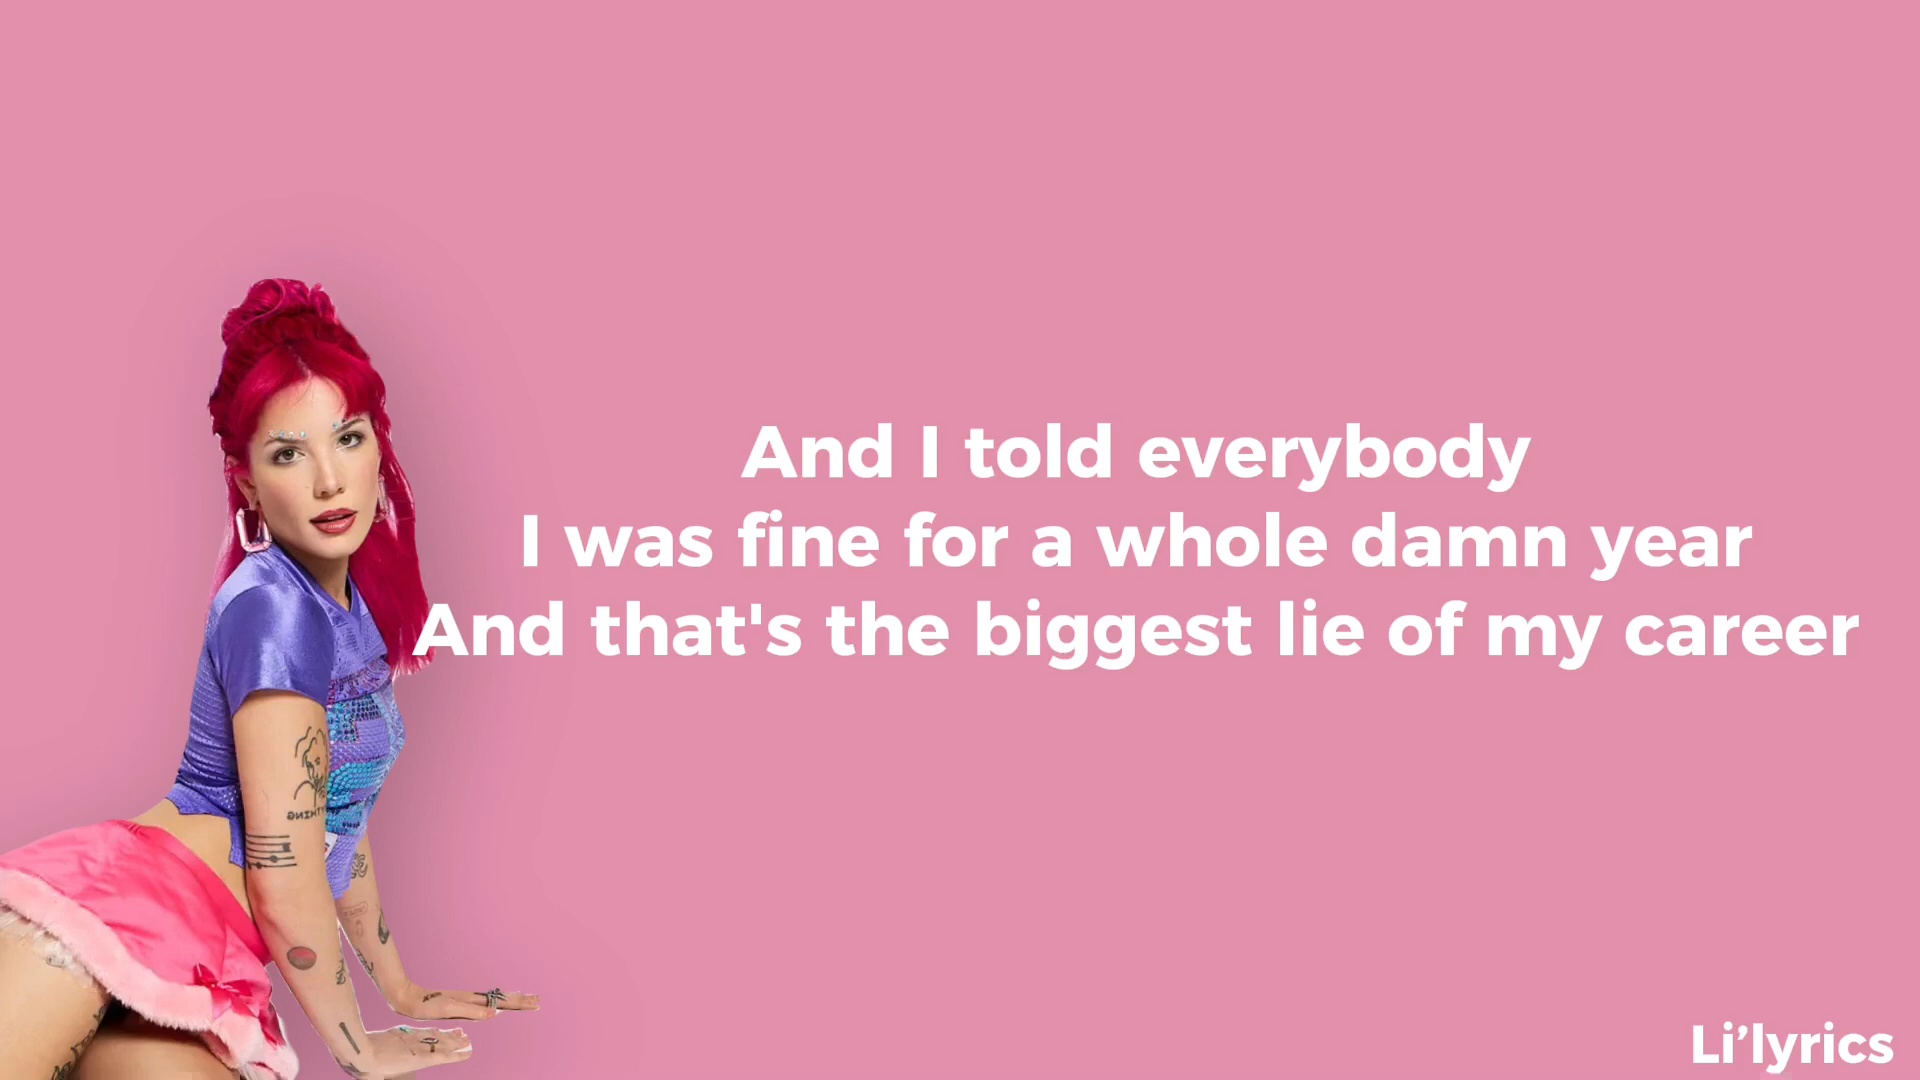 And I told everybody
I was fine for a whole damn year
And that's the biggest lie of my career
Li’lyrics